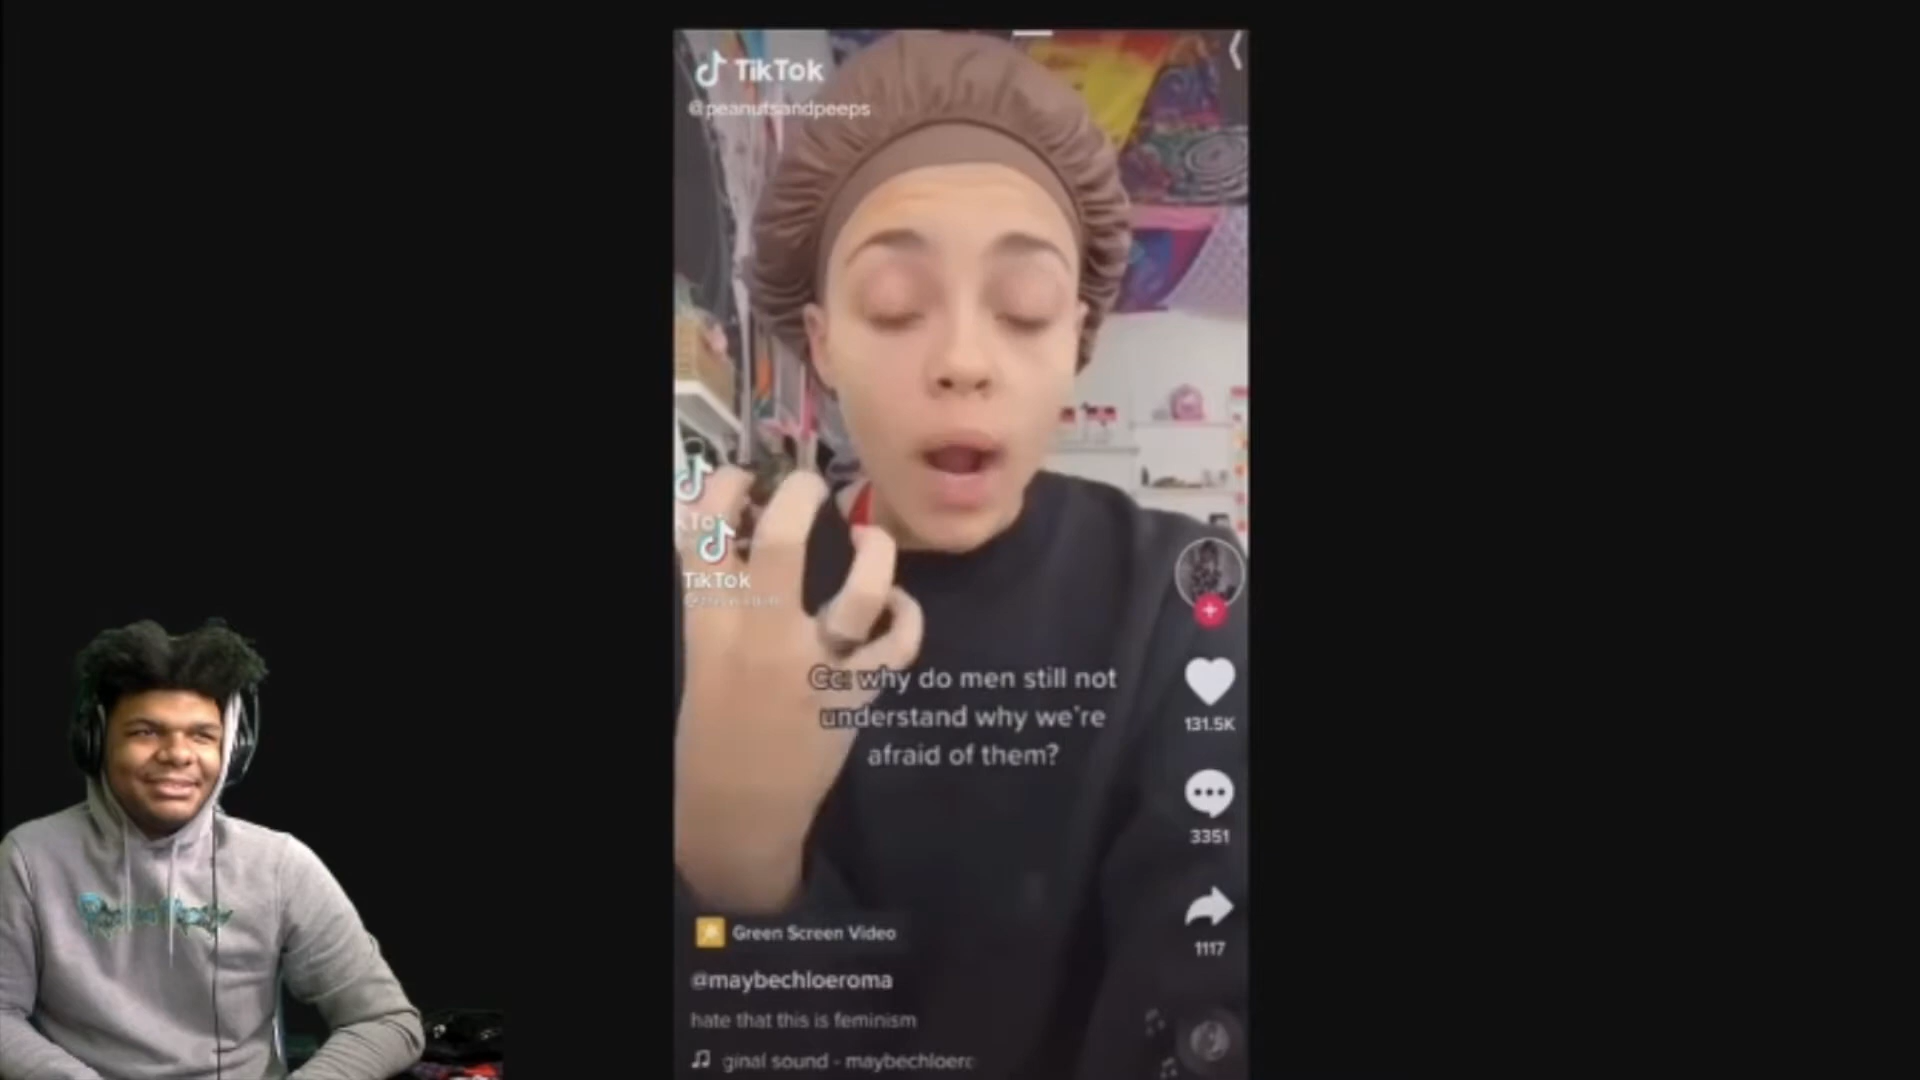 TikTok
@peanutsandpeeps
TikTok
Cc: why do men still not
understand why we're
afraid of them?
131.5K
3351
1117
Green Screen Video
@maybechloeroma
hate that this is feminism
ginal sound - maybechloero